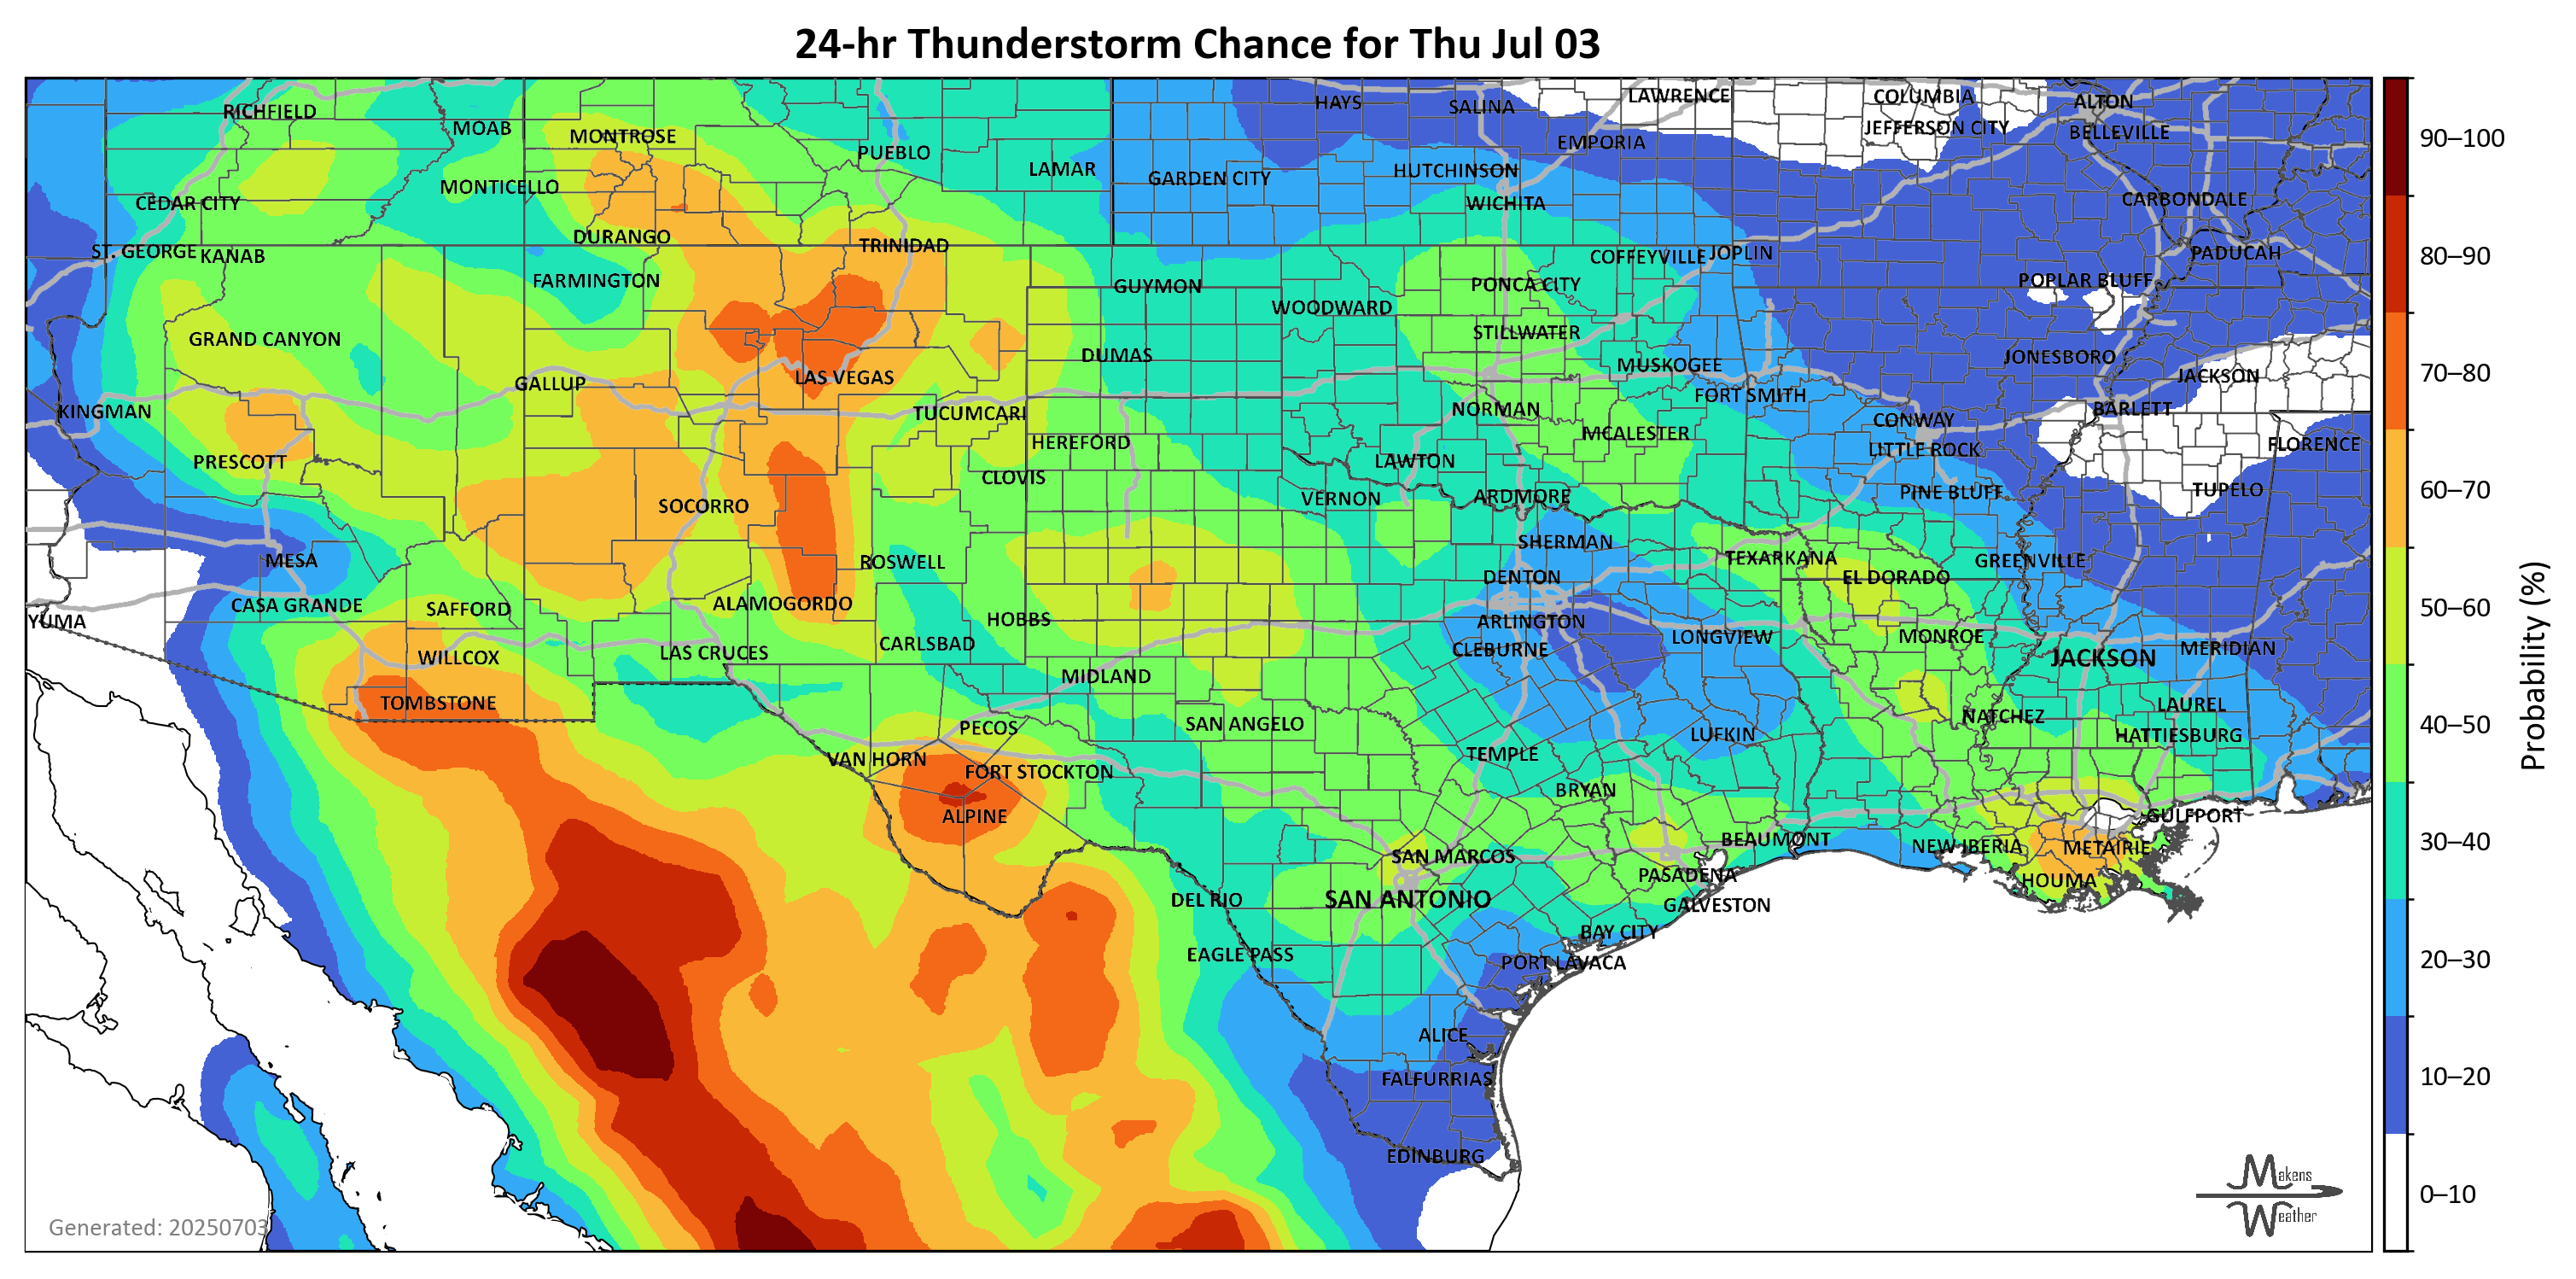 24-hr Thunderstorm Chance for Thu Jul 03
RICHFIELD
MOAB
MONTROSE
PUEBLO
LAMAR
HAYS
SALINA
LAWRENCE
COLUMBIA
ALTON
JEFFERSON CITY
BELLEVILLE
EMPORIA
MONTICELLO
GARDEN CITY
HUTCHINSON
CEDAR CITY
WICHITA
CARBONDALE
DURANGO
TRINIDAD
ST. GEORGE
KANAB
FARMINGTON
GUYMON
COFFEYVILLE
JOPLIN
PADUCAH
WOODWARD
PONCA CITY
POPLAR BLUFF
GRAND CANYON
STILLWATER
DUMAS
MUSKOGEE
JONESBORO
JACKSON
GALLUP
LAS VEGAS
FORT SMITH
KINGMAN
TUCUMCARI
NORMAN
CONWAY
BARLETT
HEREFORD
MCALESTER
LITTLE ROCK
FLORENCE
PRESCOTT
CLOVIS
LAWTON
VERNON
ARDMORE
PINE BLUFF
TUPELO
SOCORRO
MESA
ROSWELL
SHERMAN
TEXARKANA
GREENVILLE
DENTON
EL DORADO
CASA GRANDE
SAFFORD
ALAMOGORDO
HOBBS
ARLINGTON
YUMA
WILLCOX
LAS CRUCES
CARLSBAD
CLEBURNE
LONGVIEW
MONROE
JACKSON
MERIDIAN
TOMBSTONE
MIDLAND
PECOS
SAN ANGELO
NATCHEZ
LAUREL
VAN HORN
TEMPLE
LUFKIN
HATTIESBURG
FORT STOCKTON
BRYAN
ALPINE
GULFPORT
SAN MARCOS
BEAUMONT
NEW IBERIA
METAIRIE
PASADENA
HOUMA
DEL RIO
SAN ANTONIO
GALVESTON
EAGLE PASS
BAY CITY
PORT LAVACA
ALICE
FALFURRIAS
EDINBURG
Generated: 20250703
Makens
Weather
90–100
80–90
70–80
60–70
50–60
40–50
30–40
20–30
10–20
0–10
Probability (%)